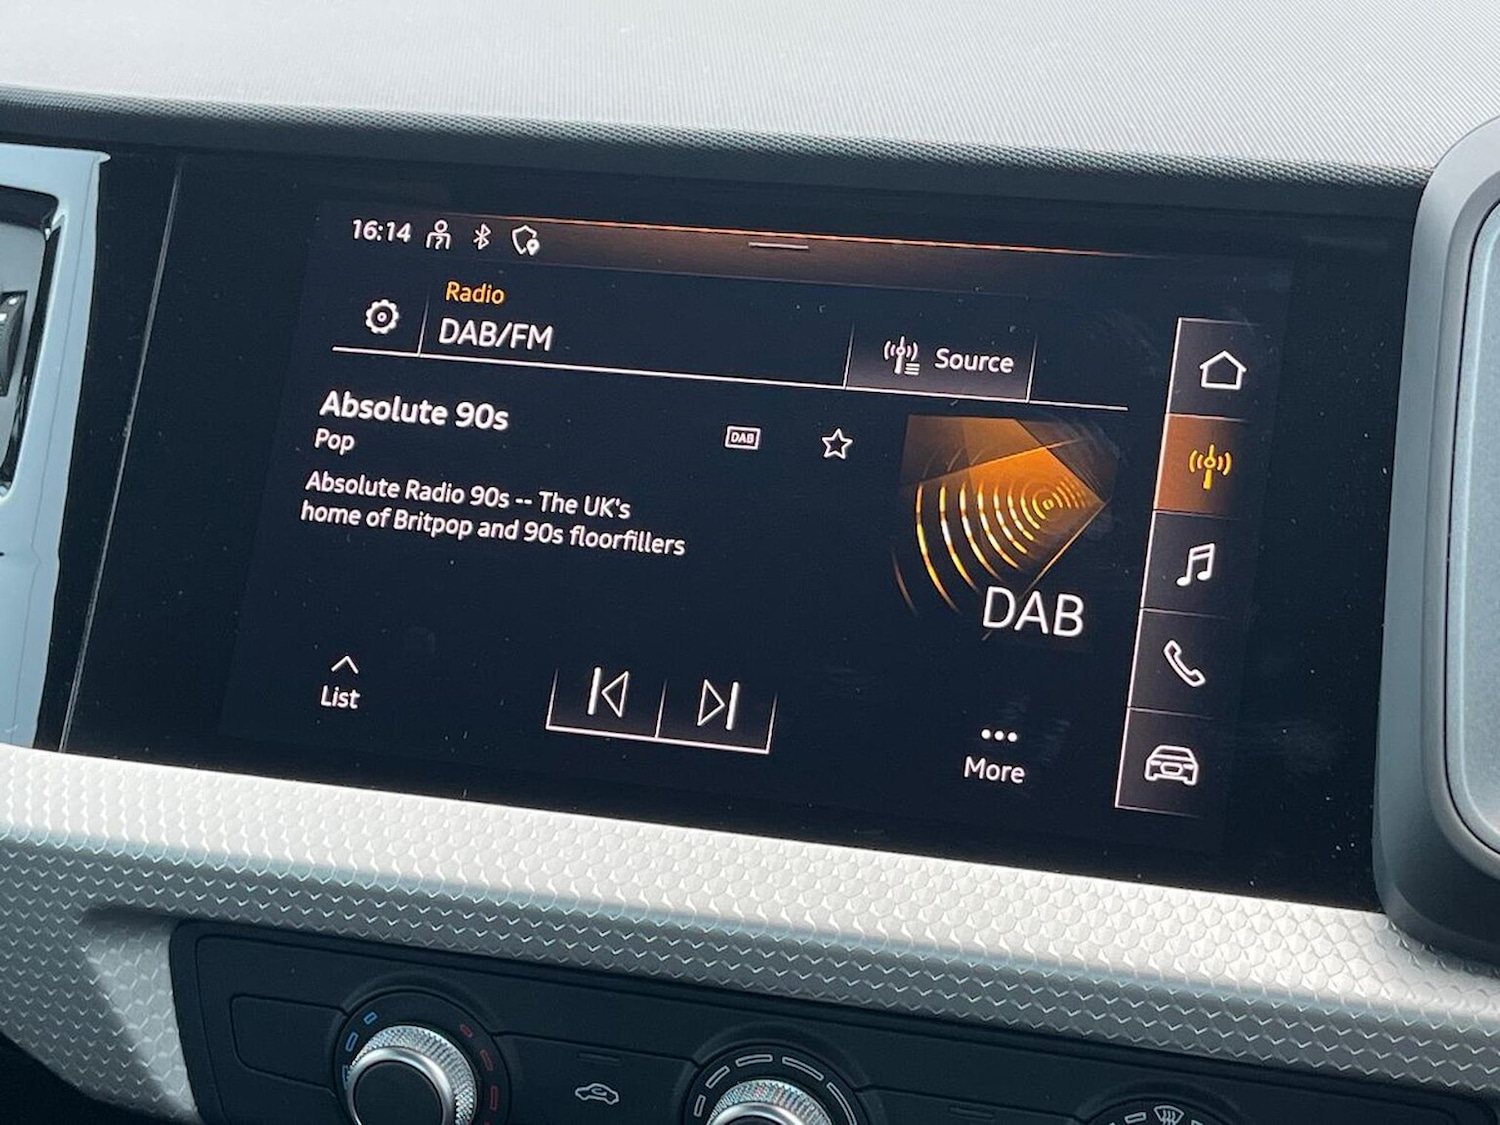 16:14
Radio
DAB/FM
Source
Absolute 90s
DAB
Pop
Absolute Radio 90s -- The UK's
home of Britpop and 90s floorfillers
DAB
List
More